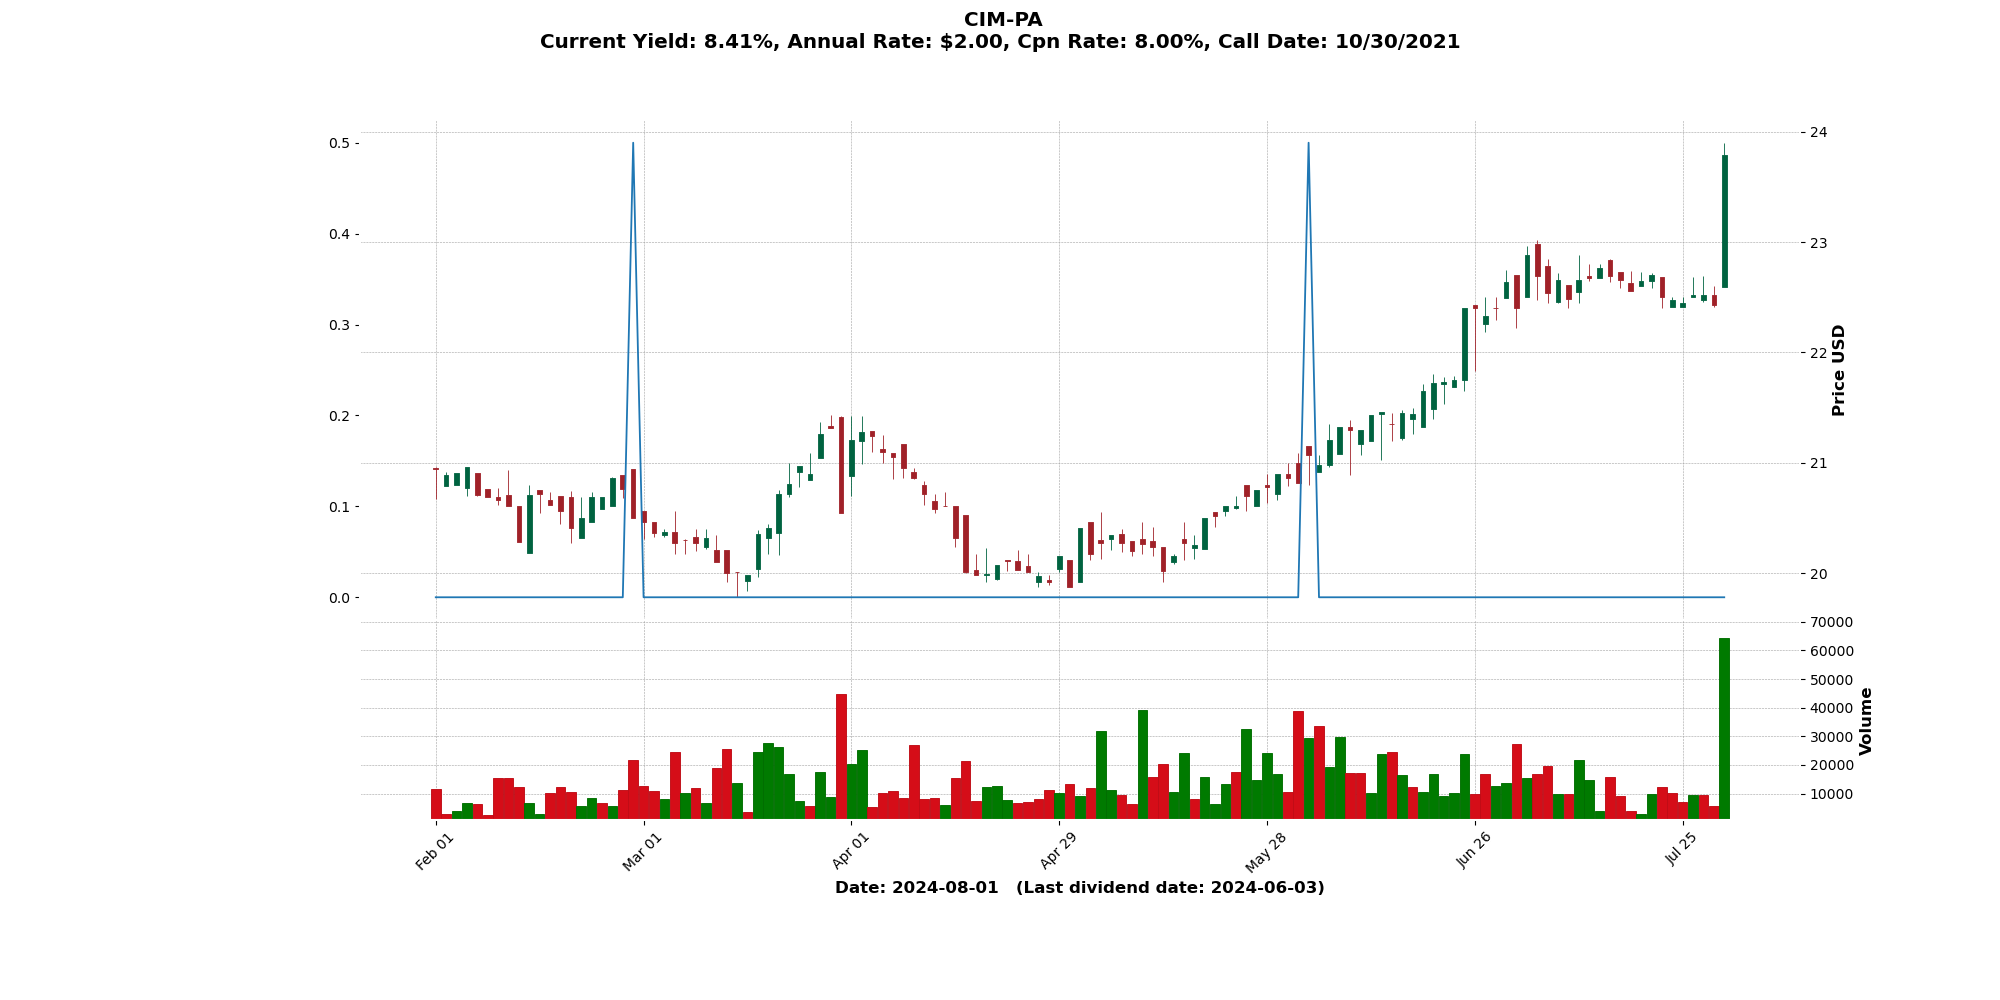 CIM-PA
Current Yield: 8.41%, Annual Rate: $2.00, Cpn Rate: 8.00%, Call Date: 10/30/2021
0.5
0.4
0.3
0.2
0.1
0.0
24
23
22
21
20
Price USD
70000
60000
50000
40000
30000
20000
10000
Volume
Feb 01
Mar 01
Apr 01
Apr 29
May 28
Jun 26
Jul 25
Date: 2024-08-01 (Last dividend date: 2024-06-03)